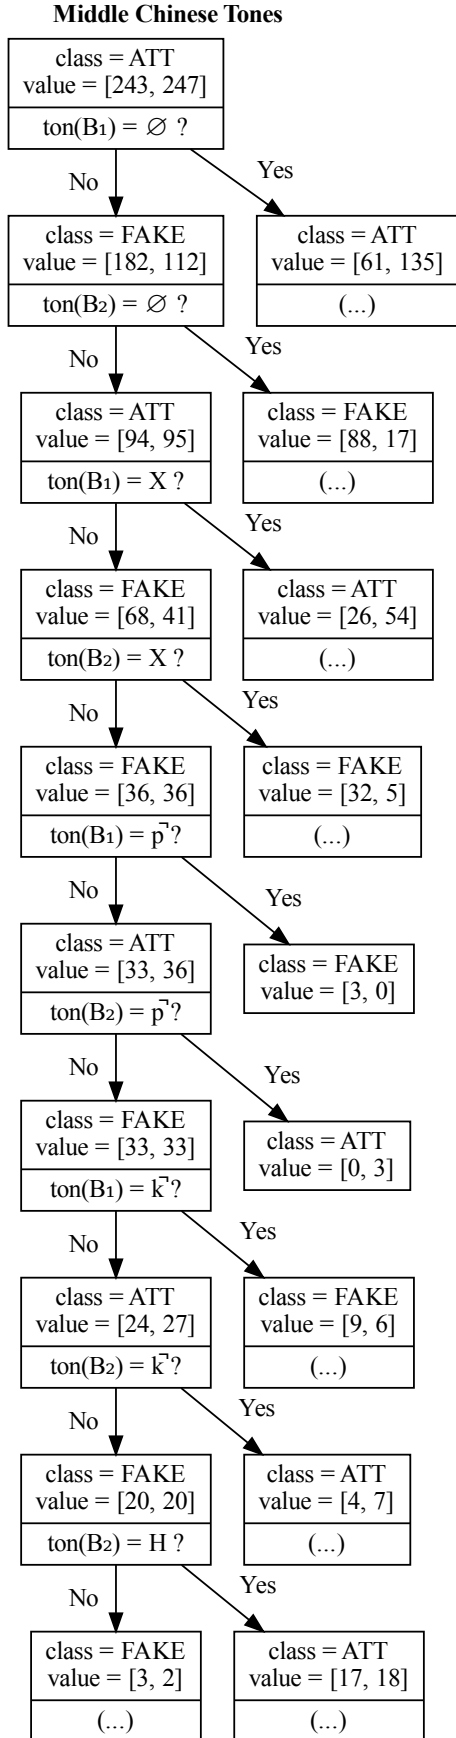 Middle Chinese Tones
class = ATT
value = [243, 247]
ton(B₁) = ∅ ?
No
Yes
class = FAKE
value = [182, 112]
ton(B₂) = ∅ ?
class = ATT
value = [61, 135]
(...)
No
Yes
class = ATT
value = [94, 95]
ton(B₁) = X ?
class = FAKE
value = [88, 17]
(...)
No
Yes
class = FAKE
value = [68, 41]
ton(B₂) = X ?
class = ATT
value = [26, 54]
(...)
No
Yes
class = FAKE
value = [36, 36]
ton(B₁) = p̚ ?
class = FAKE
value = [32, 5]
(...)
No
Yes
class = ATT
value = [33, 36]
ton(B₂) = p̚ ?
class = FAKE
value = [3, 0]
No
Yes
class = FAKE
value = [33, 33]
ton(B₁) = k̚ ?
class = ATT
value = [0, 3]
No
Yes
class = ATT
value = [24, 27]
ton(B₂) = k̚ ?
class = FAKE
value = [9, 6]
(...)
No
Yes
class = FAKE
value = [20, 20]
ton(B₂) = H ?
class = ATT
value = [4, 7]
(...)
No
Yes
class = FAKE
value = [3, 2]
(...)
class = ATT
value = [17, 18]
(...)